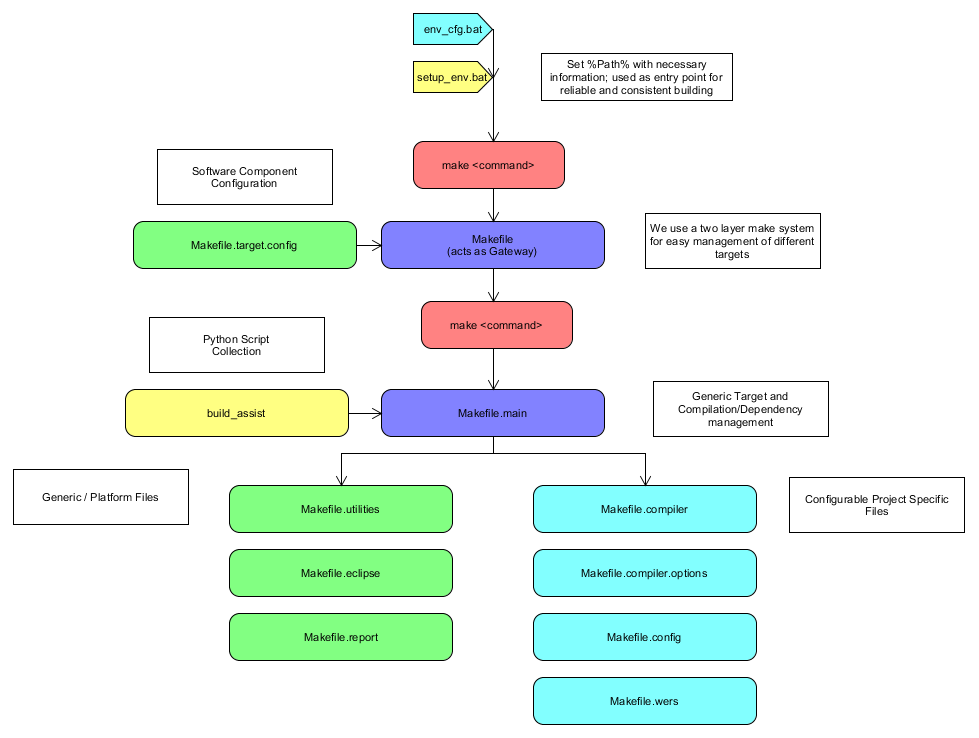 env_cfg.bat
setup_env.bat
Set %Path% with necessary
information; used as entry point for
reliable and consistent building
make <command>
Software Component
Configuration
Makefile.target.config
Makefile
(acts as Gateway)
We use a two layer make system
for easy management of different
targets
make <command>
Python Script
Collection
build_assist
Makefile.main
Generic Target and
Compilation/Dependency
management
Generic / Platform Files
Makefile.utilities
Makefile.compiler
Configurable Project Specific
Files
Makefile.eclipse
Makefile.compiler.options
Makefile.report
Makefile.config
Makefile.wers